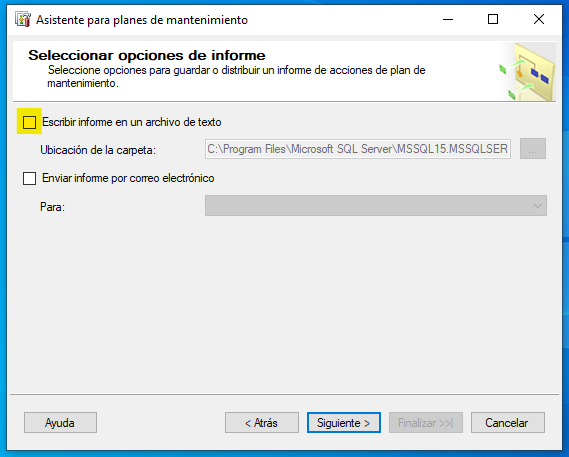 Asistente para planes de mantenimiento
Seleccionar opciones de informe
Seleccione opciones para guardar o distribuir un informe de acciones de plan de
mantenimiento.
Escribir informe en un archivo de texto
Ubicación de la carpeta: C:\Program Files\Microsoft SQL Server\MSSQL15.MSSQLSER ...
Enviar informe por correo electrónico
Para:
Ayuda < Atrás Siguiente > Finalizar >>| Cancelar